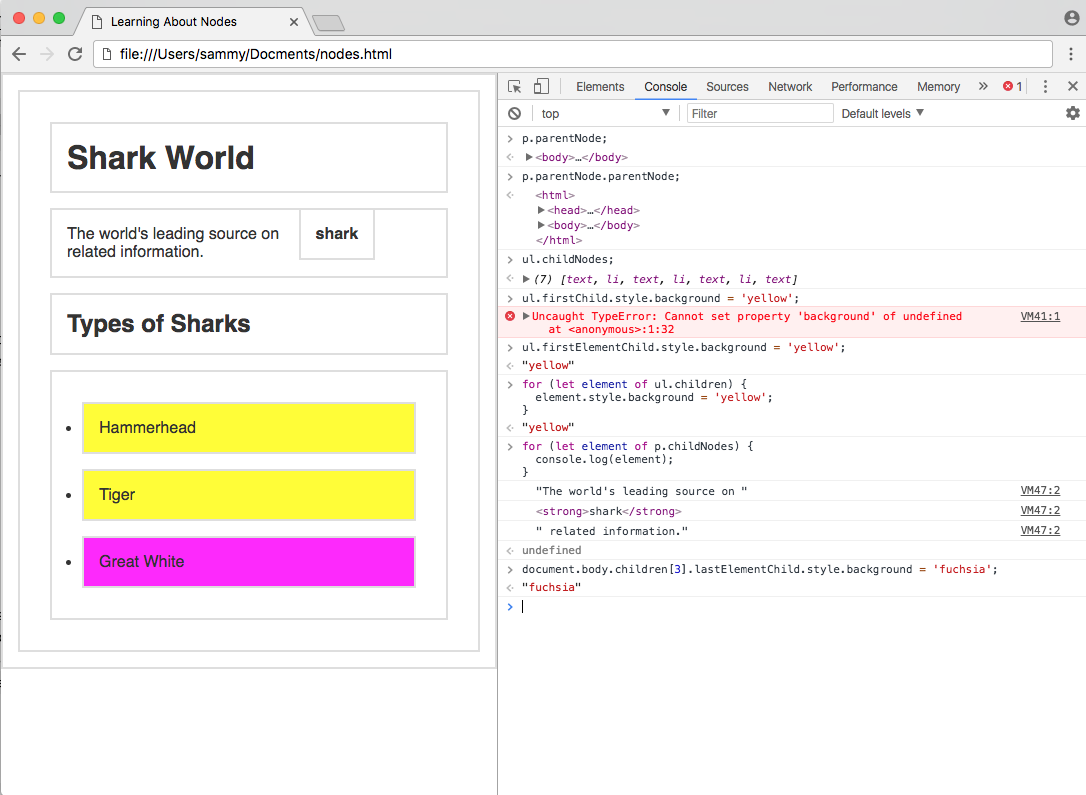 Learning About Nodes
file:///Users/sammy/Docments/nodes.html
Shark World
The world's leading source on shark
related information.
Types of Sharks
Hammerhead
Tiger
Great White
Elements Console Sources Network Performance Memory » 1
top Filter Default levels
p.parentNode;
<body>…</body>
p.parentNode.parentNode;
<html>
<head>…</head>
<body>…</body>
</html>
ul.childNodes;
(7) [text, li, text, li, text, li, text]
ul.firstChild.style.background = 'yellow';
Uncaught TypeError: Cannot set property 'background' of undefined VM41:1
at <anonymous>:1:32
ul.firstElementChild.style.background = 'yellow';
"yellow"
for (let element of ul.children) {
element.style.background = 'yellow';
}
"yellow"
for (let element of p.childNodes) {
console.log(element);
}
"The world's leading source on " VM47:2
<strong>shark</strong> VM47:2
" related information." VM47:2
undefined
document.body.children[3].lastElementChild.style.background = 'fuchsia';
"fuchsia"